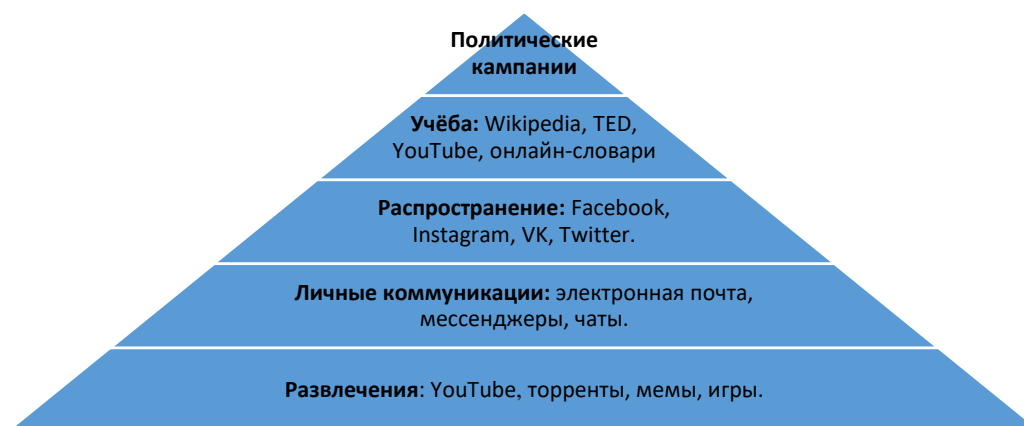 Политические
кампании
Учёба: Wikipedia, TED,
YouTube, онлайн-словари
Распространение: Facebook,
Instagram, VK, Twitter.
Личные коммуникации: электронная почта,
мессенджеры, чаты.
Развлечения: YouTube, торренты, мемы, игры.